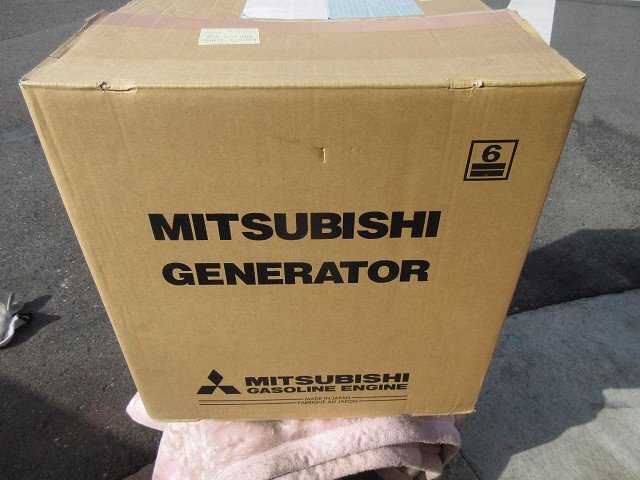 6
MITSUBISHI
GENERATOR
MITSUBISHI
GASOLINE ENGINE
MADE IN JAPAN
FABRIQUE AU JAPON